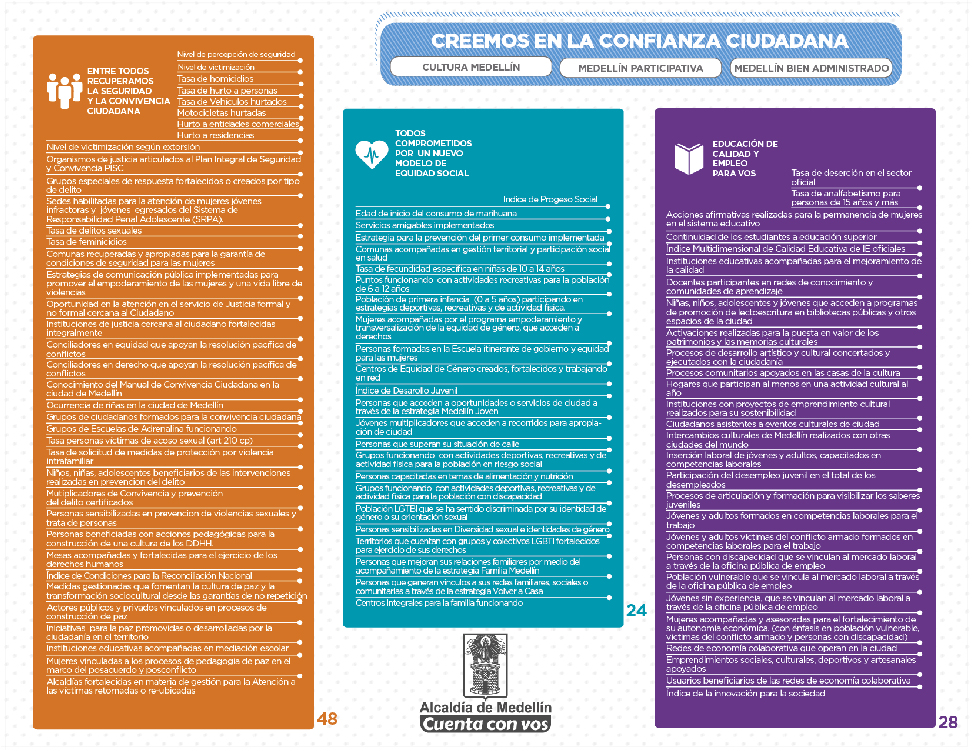 CREEMOS EN LA CONFIANZA CIUDADANA
CULTURA MEDELLÍN
MEDELLÍN PARTICIPATIVA
MEDELLÍN BIEN ADMINISTRADO
ENTRE TODOS
RECUPERAMOS
LA SEGURIDAD
Y LA CONVIVENCIA
CIUDADANA
Nivel de percepción de seguridad
Nivel de victimización
Tasa de homicidios
Tasa de hurto a personas
Tasa de Vehículos hurtados
Motocicletas hurtadas
Hurto a entidades comerciales
Hurto a residencias
Nivel de victimización según extorsión
Organismos de justicia articulados al Plan Integral de Seguridad
y Convivencia PISC
Grupos especiales de respuesta fortalecidos o creados por tipo
de delito
Sedes habilitadas para la atención de mujeres jóvenes
infractoras y jóvenes egresados del Sistema de
Responsabilidad Penal Adolescente (SRPA).
Tasa de delitos sexuales
Tasa de feminicidios
Comunas recuperadas y apropiadas para la garantía de
condiciones de seguridad para las mujeres
Estrategias de comunicación pública implementadas para
promover el empoderamiento de las mujeres y una vida libre de
violencias
Oportunidad en la atención en el servicio de Justicia formal y
no formal cercana al Ciudadano
Instituciones de justicia cercana al ciudadano fortalecidas
integralmente
Conciliadores en equidad que apoyan la resolución pacífica de
conflictos
Conciliadores en derecho que apoyan la resolución pacífica de
conflictos
Conocimiento del Manual de Convivencia Ciudadana en la
ciudad de Medellín
Ocurrencia de riñas en la ciudad de Medellín
Grupos de ciudadanos formados para la convivencia ciudadana
Grupos de Escuelas de Adrenalina funcionando
Tasa personas víctimas de acoso sexual (art 210 cp)
Tasa de solicitud de medidas de protección por violencia
intrafamiliar
Niños, niñas, adolescentes beneficiarios de las intervenciones
realizadas en prevencion del delito
Mutiplicadores de Convivencia y prevención
del delito certificados
Personas sensibilizadas en prevencion de violencias sexuales y
trata de personas
Personas beneficiadas con acciones pedagógicas para la
construcción de una cultura de los DDHH.
Mesas acompañadas y fortalecidas para el ejercicio de los
derechos humanos
Índice de Condiciones para la Reconciliación Nacional
Medidas gestionadas que fomentan la cultura de paz y la
transformación sociocultural desde las garantías de no repetición
Actores públicos y privados vinculados en procesos de
construcción de paz
Iniciativas para la paz promovidas o desarrolladas por la
ciudadanía en el territorio
Instituciones educativas acompañadas en mediación escolar
Mujeres vinculadas a los procesos de pedagogía de paz en el
marco del posacuerdo y posconflicto
Alcaldías fortalecidas en materia de gestión para la Atención a
las víctimas retornadas o re-ubicadas
48
TODOS
COMPROMETIDOS
POR UN NUEVO
MODELO DE
EQUIDAD SOCIAL
Indice de Progeso Social
Edad de inicio del consumo de marihuana
Servicios amigables implementados
Estrategia para la prevención del primer consumo implementada
Comunas acompañadas en gestión territorial y participación social
en salud
Tasa de fecundidad específica en niñas de 10 a 14 años
Puntos funcionando con actividades recreativas para la población
de 6 a 12 años
Población de primera infancia (0 a 5 años) participando en
estrategias deportivas, recreativas y de actividad física.
Mujeres acompañadas por el programa empoderamiento y
transversalización de la equidad de género, que acceden a
derechos
Personas formadas en la Escuela itinerante de gobierno y equidad
para las mujeres
Centros de Equidad de Género creados, fortalecidos y trabajando
en red
Indice de Desarollo Juvenil
Personas que acceden a oportunidades o servicios de ciudad a
través de la estrategia Medellín Joven
Jóvenes multiplicadores que acceden a recorridos para apropia-
ción de ciudad
Personas que superan su situación de calle
Grupos funcionando con actividades deportivas, recreativas y de
actividad física para la población en riesgo social
Personas capacitadas en temas de alimentación y nutrición
Grupos funcionando con actividades deportivas, recreativas y de
actividad física para la población con discapacidad
Población LGTBI que se ha sentido discriminada por su identidad de
género o su orientación sexual
Personas sensibilizadas en Diversidad sexual e identidades de género
Territorios que cuentan con grupos y colectivos LGBTI fortalecidos
para ejercicio de sus derechos
Personas que mejoran sus relaciones familiares por medio del
acompañamiento de la estrategia Familia Medellín
Personas que generan vínculos a sus redes familiares, sociales o
comunitarias a través de la estrategia Volver a Casa
Centros Integrales para la familia funcionando
24
Alcaldía de Medellín
Cuenta con vos
EDUCACIÓN DE
CALIDAD Y
EMPLEO
PARA VOS
Tasa de deserción en el sector
oficial
Tasa de analfabetismo para
personas de 15 años y más
Acciones afirmativas realizadas para la permanencia de mujeres
en el sistema educativo
Continuidad de los estudiantes a educación superior
Índice Multidimensional de Calidad Educativa de IE oficiales
Instituciones educativas acompañadas para el mejoramiento de
la calidad
Docentes participantes en redes de conocimiento y
comunidades de aprendizaje
Niñas, niños, adolescentes y jóvenes que acceden a programas
de promoción de lectoescritura en bibliotecas públicas y otros
espacios de la ciudad
Activaciones realizadas para la puesta en valor de los
patrimonios y las memorias culturales
Procesos de desarrollo artístico y cultural concertados y
ejecutados con la ciudadanía
Procesos comunitarios apoyados en las casas de la cultura
Hogares que participan al menos en una actividad cultural al
año
Instituciones con proyectos de emprendimiento cultural
realizados para su sostenibilidad
Ciudadanos asistentes a eventos culturales de ciudad
Intercambios culturales de Medellín realizados con otras
ciudades del mundo
Inserción laboral de jóvenes y adultos, capacitados en
competencias laborales
Participación del desempleo juvenil en el total de los
desempleados
Procesos de articulación y formación para visibilizar los saberes
juveniles
Jóvenes y adultos formados en competencias laborales para el
trabajo
Jóvenes y adultos víctimas del conflicto armado formados en
competencias laborales para el trabajo
Personas con discapacidad que se vinculan al mercado laboral
a través de la oficina pública de empleo
Población vulnerable que se vincula al mercado laboral a través
de la oficina pública de empleo
Jóvenes sin experiencia, que se vinculan al mercado laboral a
través de la oficina pública de empleo
Mujeres acompañadas y asesoradas para el fortalecimiento de
su autonomía económica. (con énfasis en población vulnerable,
víctimas del conflicto armado y personas con discapacidad)
Redes de economía colaborativa que operan en la ciudad
Emprendimientos sociales, culturales, deportivos y artesanales
apoyados
Usuarios beneficiarios de las redes de economía colaborativa
Indice de la innovación para la sociedad
28